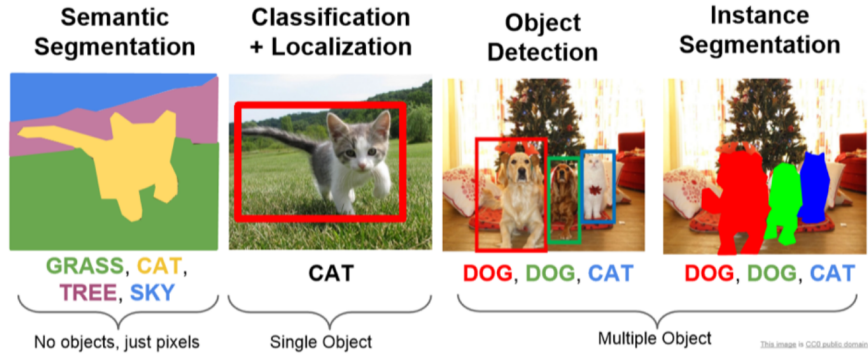 Semantic
Segmentation
Classification
+ Localization
Object
Detection
Instance
Segmentation
GRASS, CAT,
TREE, SKY
CAT
DOG, DOG, CAT
DOG, DOG, CAT
No objects, just pixels
Single Object
Multiple Object
This image is CC0 public domain